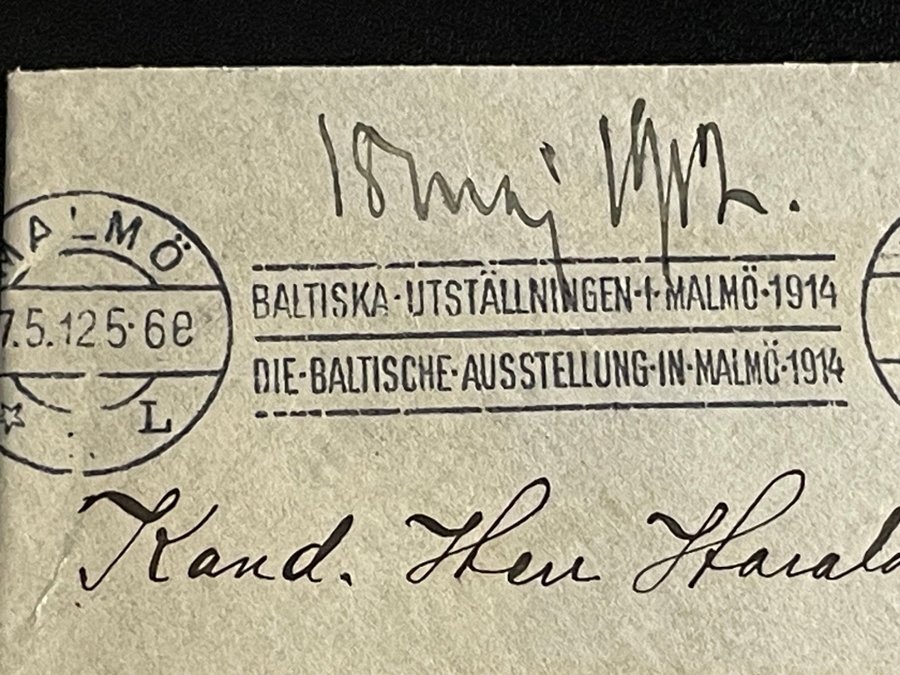 18 maj 1912.
MALMÖ
7.5.12 5-6e
L
BALTISKA·UTSTÄLLNINGEN·I·MALMÖ·1914
DIE·BALTISCHE·AUSSTELLUNG·IN·MALMÖ·1914
Kand. Herr Harald